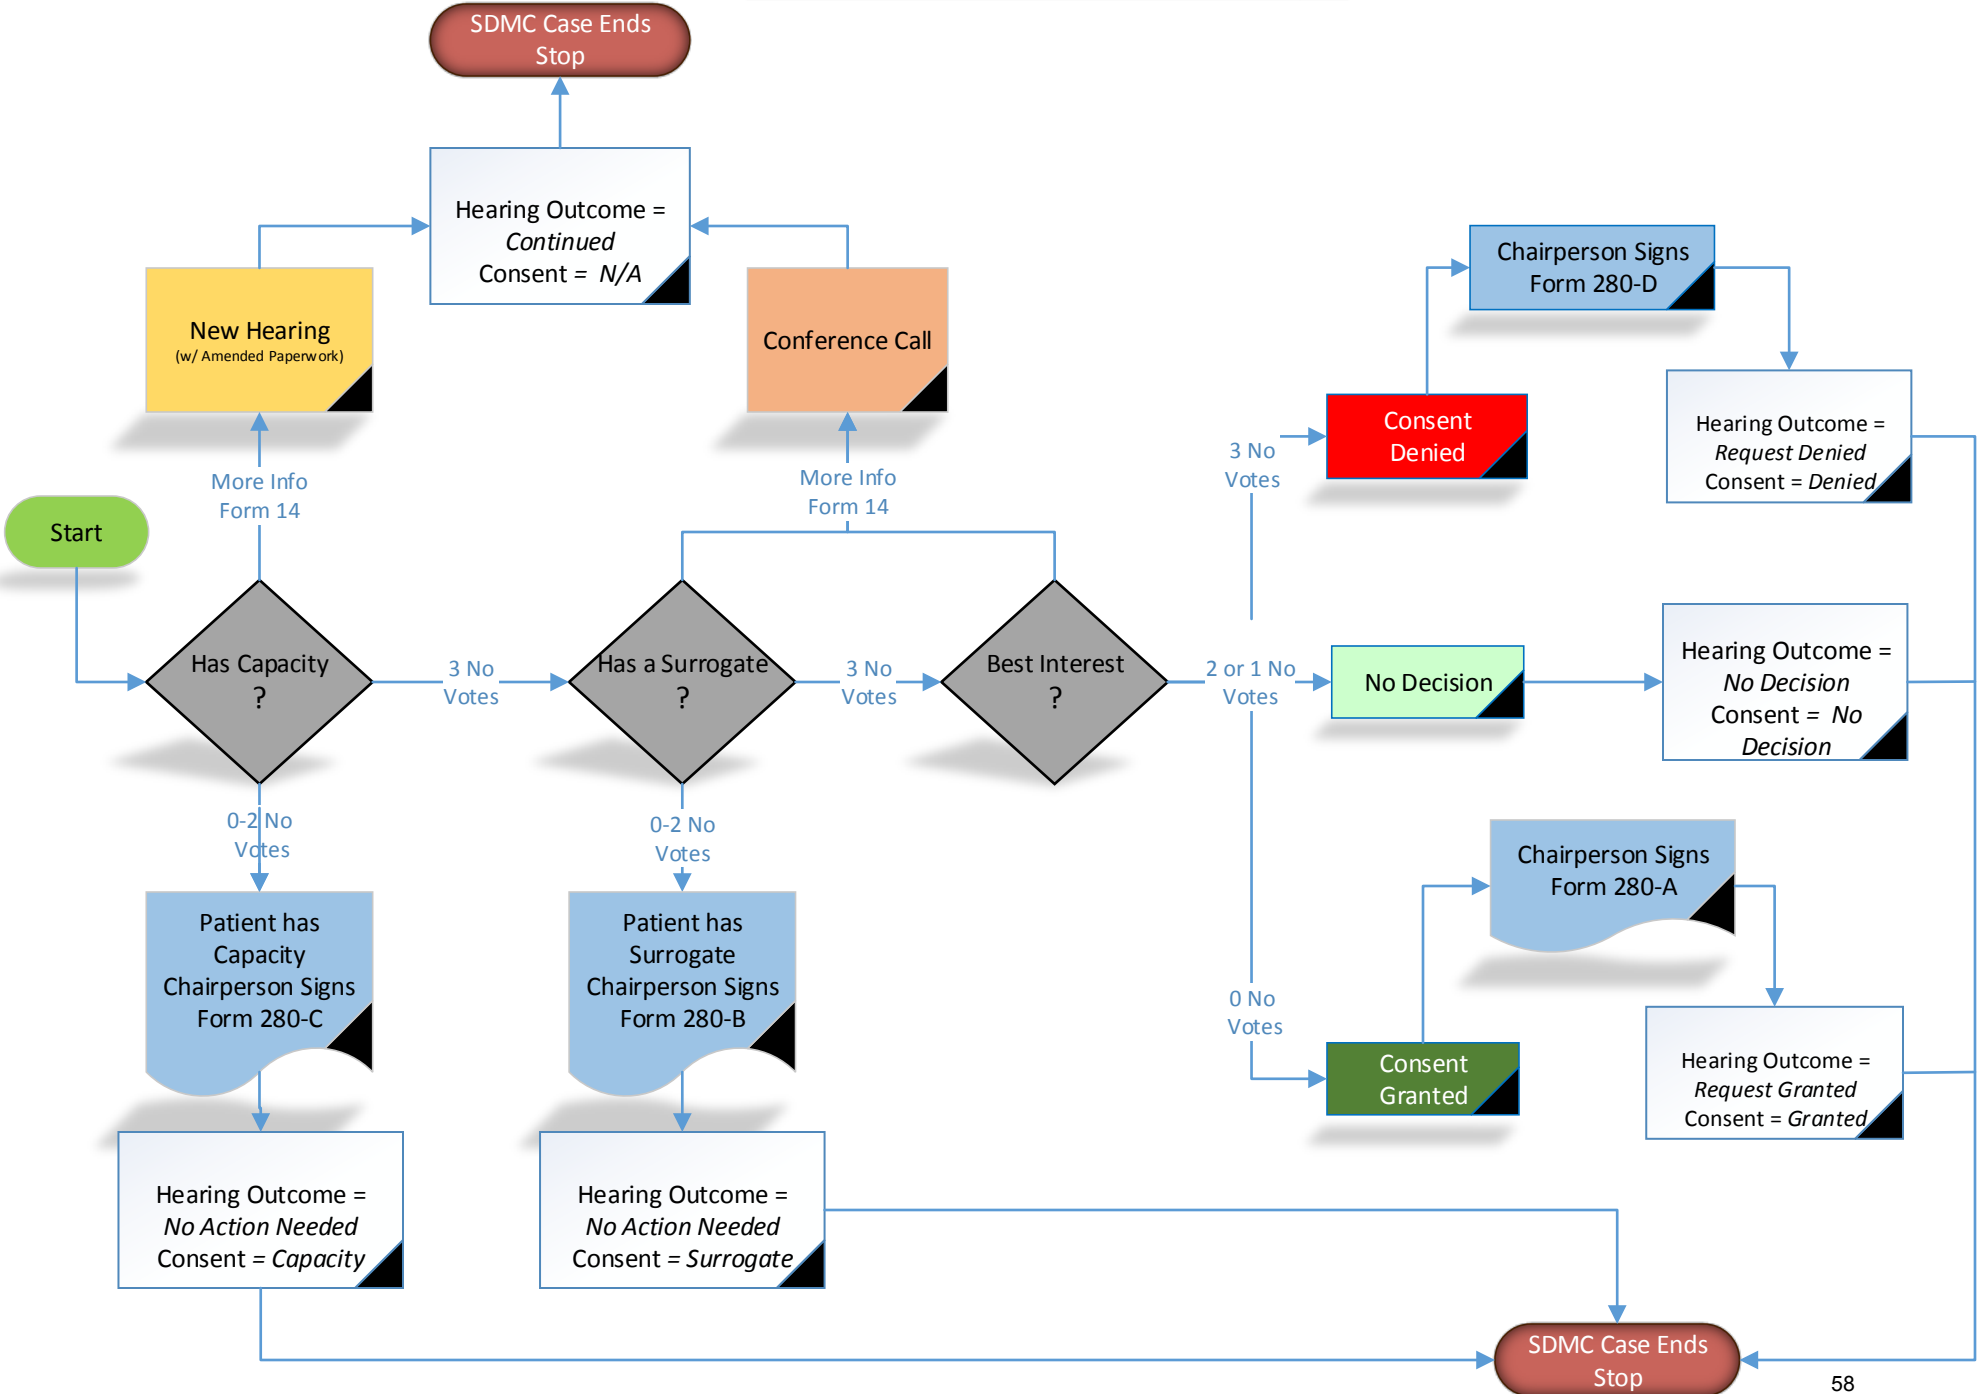 SDMC Case Ends
Stop
Hearing Outcome =
Continued
Consent = N/A
New Hearing
(w/ Amended Paperwork)
Conference Call
More Info
Form 14
More Info
Form 14
Start
Has Capacity
?
3 No
Votes
Has a Surrogate
?
3 No
Votes
Best Interest
?
3 No
Votes
Consent
Denied
Chairperson Signs
Form 280-D
Hearing Outcome =
Request Denied
Consent = Denied
2 or 1 No
Votes
No Decision
Hearing Outcome =
No Decision
Consent = No
Decision
0 No
Votes
Consent
Granted
Chairperson Signs
Form 280-A
Hearing Outcome =
Request Granted
Consent = Granted
0-2 No
Votes
Patient has
Capacity
Chairperson Signs
Form 280-C
Hearing Outcome =
No Action Needed
Consent = Capacity
0-2 No
Votes
Patient has
Surrogate
Chairperson Signs
Form 280-B
Hearing Outcome =
No Action Needed
Consent = Surrogate
SDMC Case Ends
Stop
58